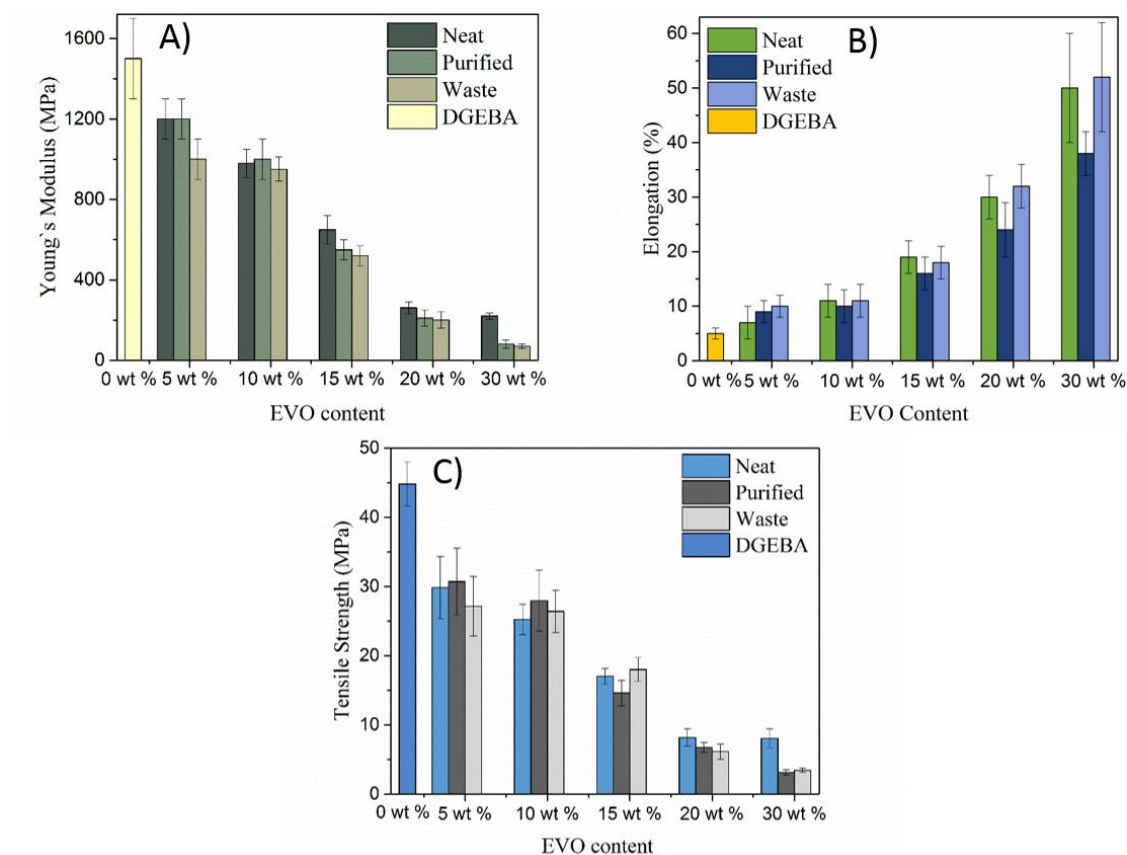 A)
Neat
Purified
Waste
DGEBA
Young`s Modulus (MPa)
1600
1200
800
400
0
0 wt %
5 wt %
10 wt %
15 wt %
20 wt %
30 wt %
EVO content
B)
Neat
Purified
Waste
DGEBA
Elongation (%)
60
50
40
30
20
10
0
0 wt %
5 wt %
10 wt %
15 wt %
20 wt %
30 wt %
EVO Content
C)
Neat
Purified
Waste
DGEBA
Tensile Strength (MPa)
50
40
30
20
10
0
0 wt %
5 wt %
10 wt %
15 wt %
20 wt %
30 wt %
EVO content